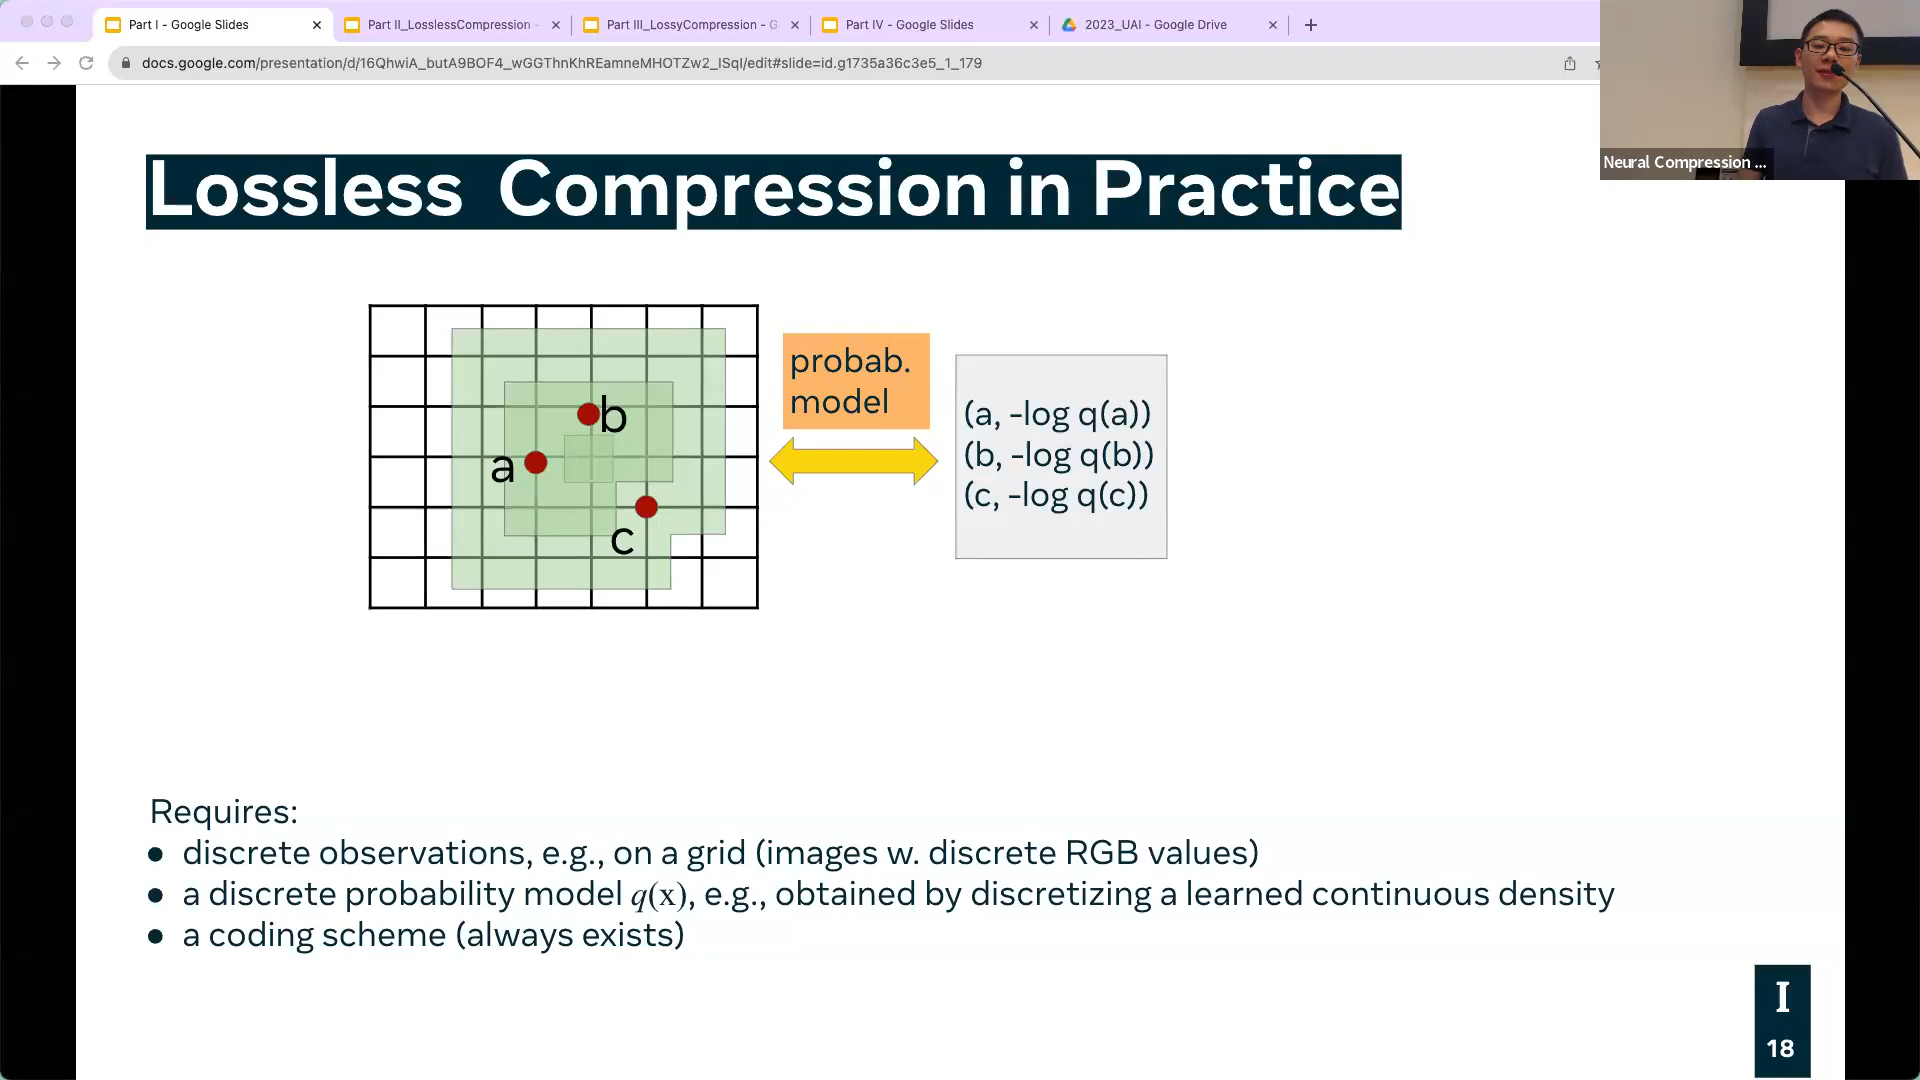 Part I - Google Slides
Part II_LosslessCompression -
Part III_LossyCompression - G
Part IV - Google Slides
2023_UAI - Google Drive
docs.google.com/presentation/d/16QhwiA_butA9BOF4_wGGThnKhREamneMHOTZw2_lSqI/edit#slide=id.g1735a36c3e5_1_179
Neural Compression ...
Lossless Compression in Practice
b
a
c
probab.
model
(a, -log q(a))
(b, -log q(b))
(c, -log q(c))
Requires:
● discrete observations, e.g., on a grid (images w. discrete RGB values)
● a discrete probability model q(x), e.g., obtained by discretizing a learned continuous density
● a coding scheme (always exists)
I
18